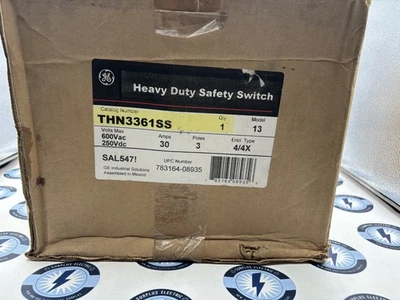 GE
Heavy Duty Safety Switch
Catalog Number
Qty
Model
THN3361SS
1
13
Volts Max
Amps
Poles
Encl. Type
600Vac
250Vdc
30
3
4/4X
SAL547!
UPC Number
783164-08935
GE Industrial Solutions
Assembled in Mexico